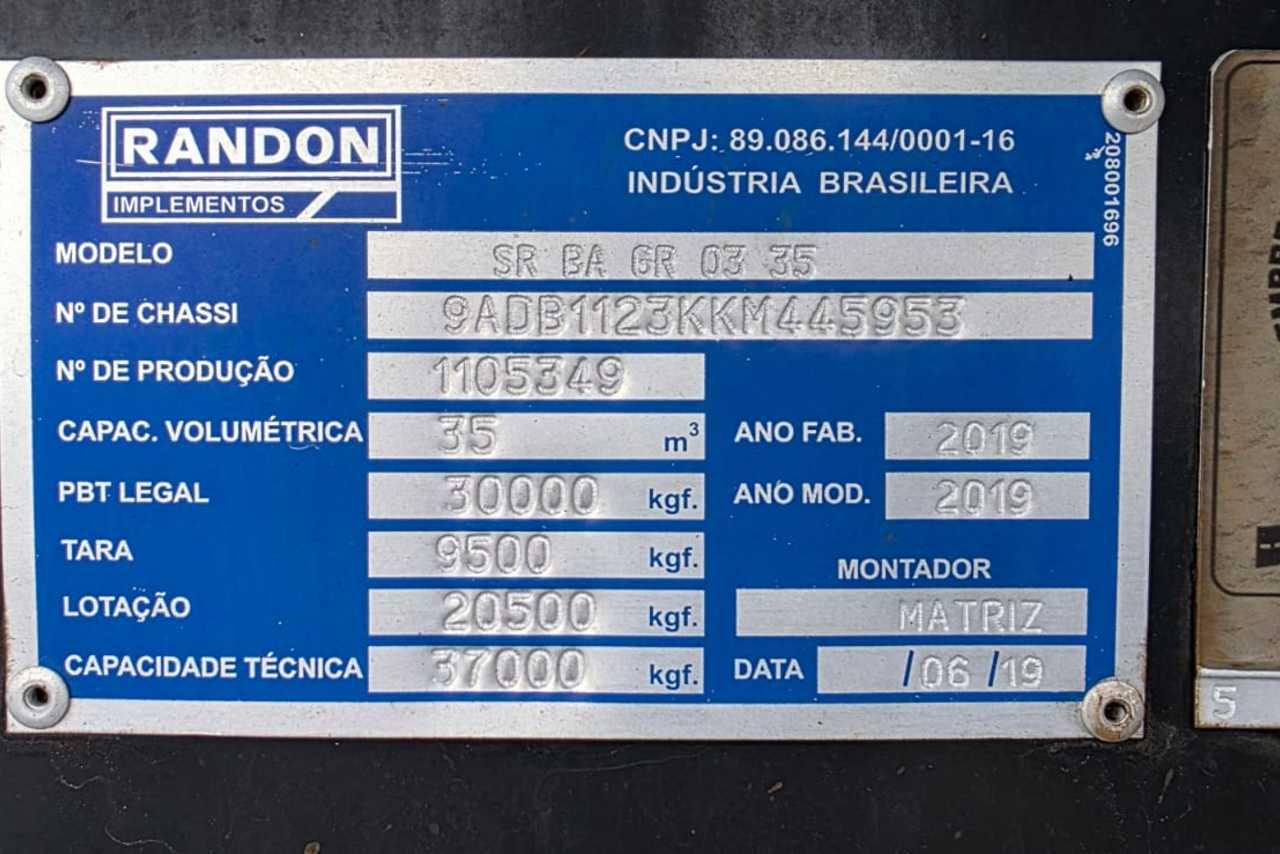 RANDON
IMPLEMENTOS
CNPJ: 89.086.144/0001-16
INDÚSTRIA BRASILEIRA
208001696
MODELO SR BA GR 03 35
Nº DE CHASSI 9ADB1123KKM445953
Nº DE PRODUÇÃO 1105349
CAPAC. VOLUMÉTRICA 35 m³ ANO FAB. 2019
PBT LEGAL 30000 kgf. ANO MOD. 2019
TARA 9500 kgf.
MONTADOR
LOTAÇÃO 20500 kgf. MATRIZ
CAPACIDADE TÉCNICA 37000 kgf. DATA /06/19
5